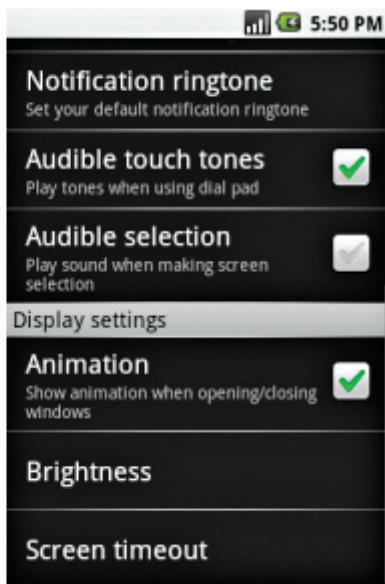 5:50 PM
Notification ringtone
Set your default notification ringtone
Audible touch tones
Play tones when using dial pad
Audible selection
Play sound when making screen
selection
Display settings
Animation
Show animation when opening/closing
windows
Brightness
Screen timeout